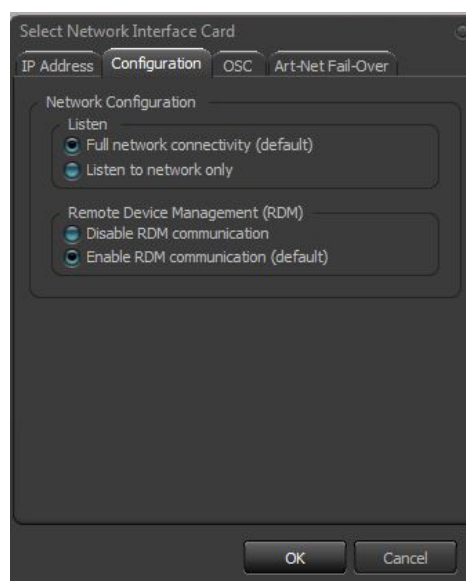 Select Network Interface Card
IP Address Configuration OSC Art-Net Fail-Over
Network Configuration
Listen
Full network connectivity (default)
Listen to network only
Remote Device Management (RDM)
Disable RDM communication
Enable RDM communication (default)
OK Cancel